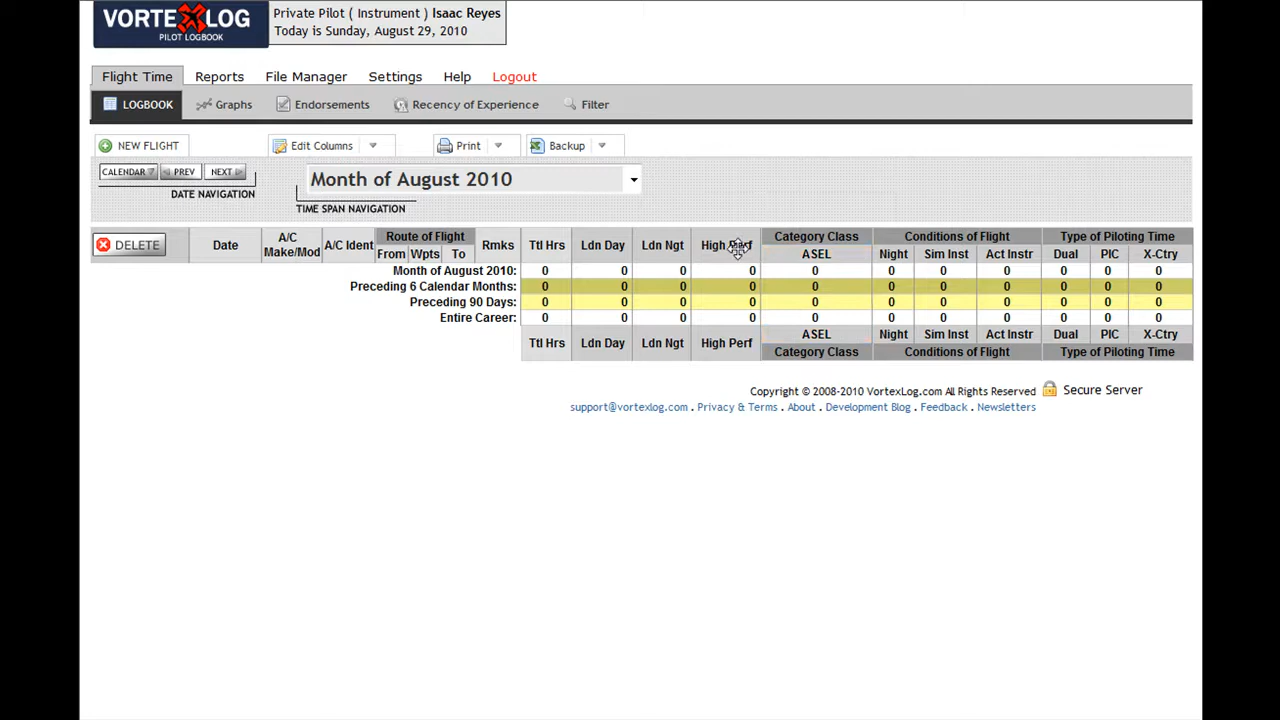 VORTEXLOG
PILOT LOGBOOK
Private Pilot ( Instrument ) Isaac Reyes
Today is Sunday, August 29, 2010
Flight Time Reports File Manager Settings Help Logout
LOGBOOK Graphs Endorsements Recency of Experience Filter
NEW FLIGHT Edit Columns Print Backup
CALENDAR PREV NEXT
DATE NAVIGATION
Month of August 2010
TIME SPAN NAVIGATION
DELETE Date A/C Make/Mod A/C Ident Route of Flight Rmks Ttl Hrs Ldn Day Ldn Ngt High Perf Category Class Conditions of Flight Type of Piloting Time
From Wpts To ASEL Night Sim Inst Act Instr Dual PIC X-Ctry
Month of August 2010: 0 0 0 0 0 0 0 0 0 0 0
Preceding 6 Calendar Months: 0 0 0 0 0 0 0 0 0 0 0
Preceding 90 Days: 0 0 0 0 0 0 0 0 0 0 0
Entire Career: 0 0 0 0 0 0 0 0 0 0 0
Ttl Hrs Ldn Day Ldn Ngt High Perf ASEL Night Sim Inst Act Instr Dual PIC X-Ctry
Category Class Conditions of Flight Type of Piloting Time
Copyright © 2008-2010 VortexLog.com All Rights Reserved Secure Server
support@vortexlog.com . Privacy & Terms . About . Development Blog . Feedback . Newsletters